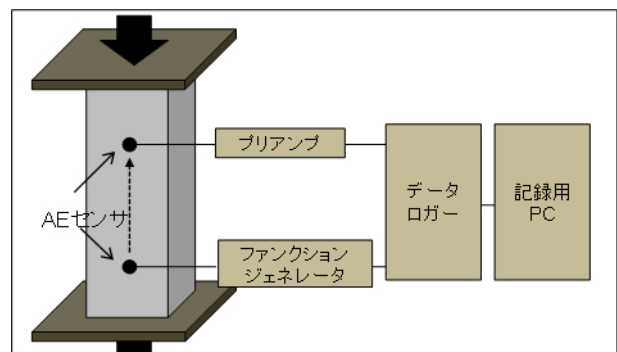 プリアンプ
AEセンサ
データ
ロガー
記録用
PC
ファンクション
ジェネレータ